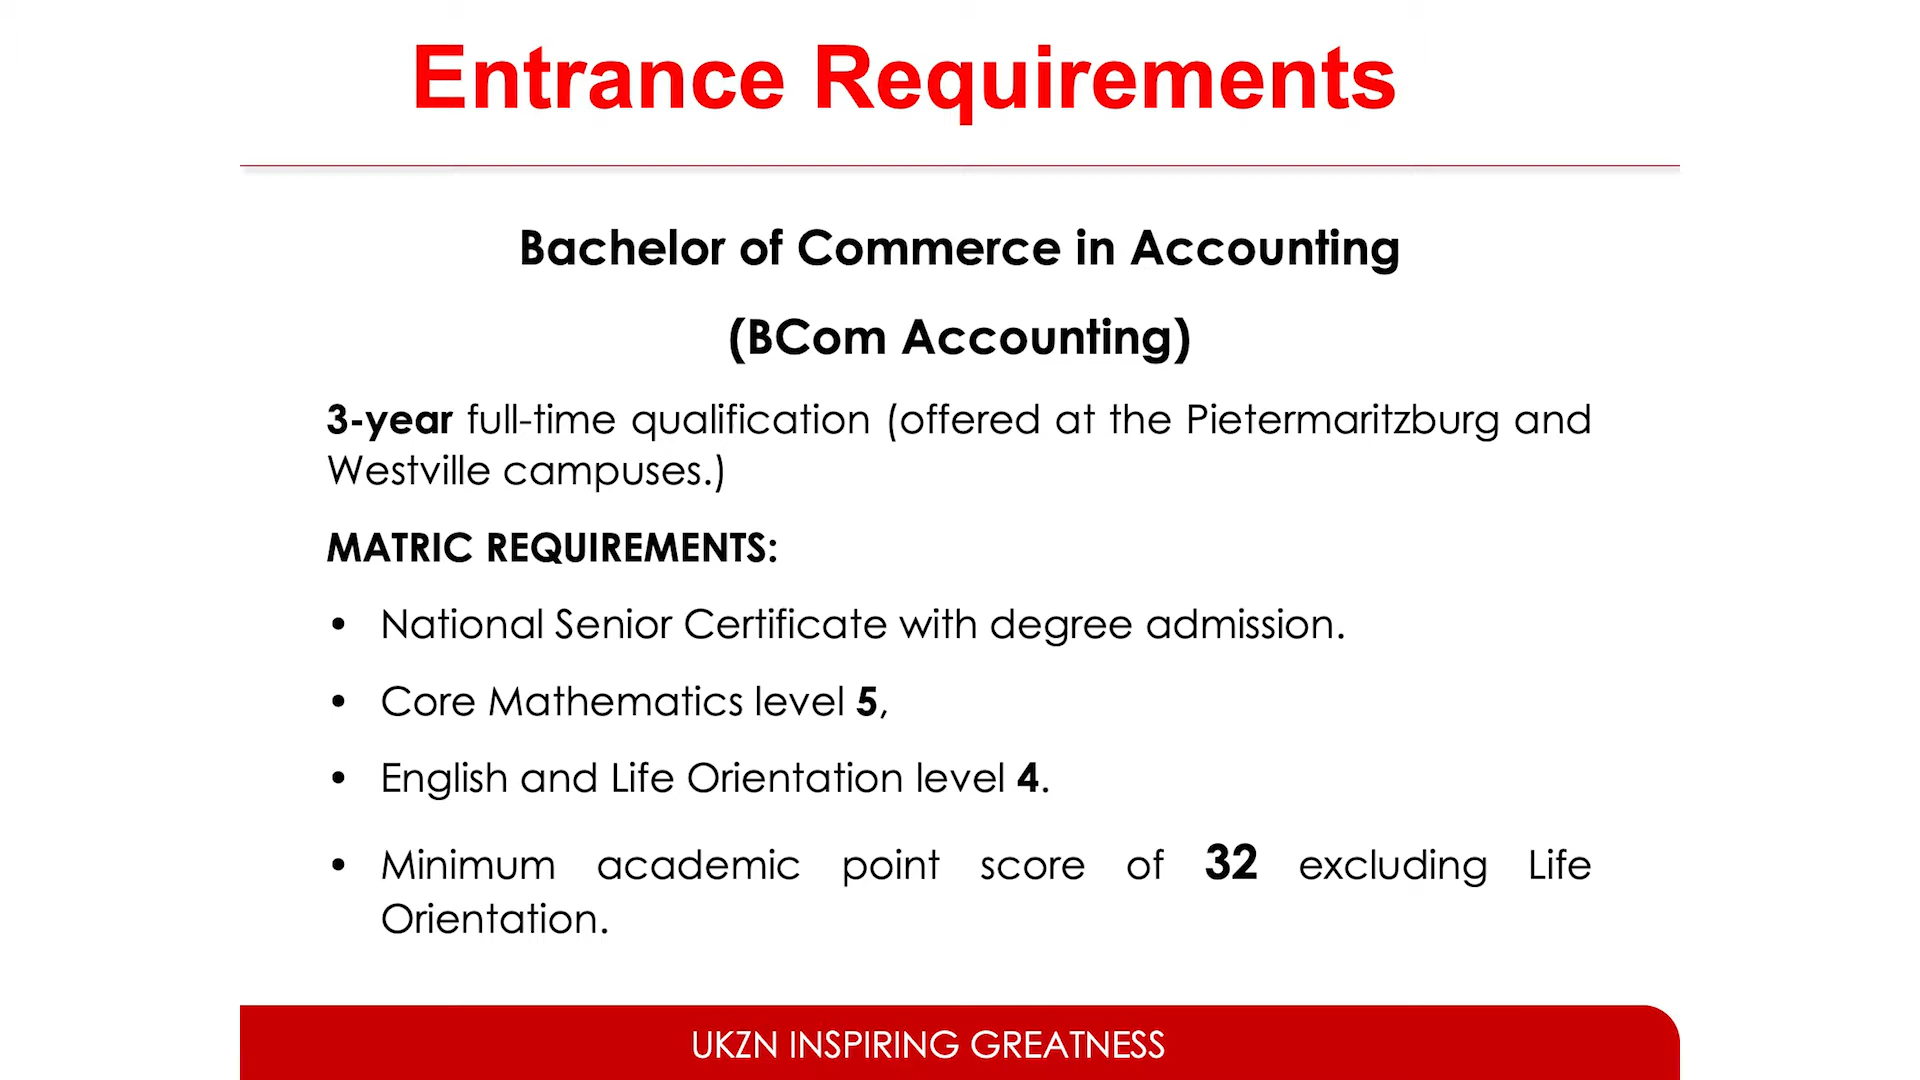 Entrance Requirements
Bachelor of Commerce in Accounting
(BCom Accounting)
3-year full-time qualification (offered at the Pietermaritzburg and
Westville campuses.)
MATRIC REQUIREMENTS:
• National Senior Certificate with degree admission.
• Core Mathematics level 5,
• English and Life Orientation level 4.
• Minimum academic point score of 32 excluding Life
Orientation.
UKZN INSPIRING GREATNESS